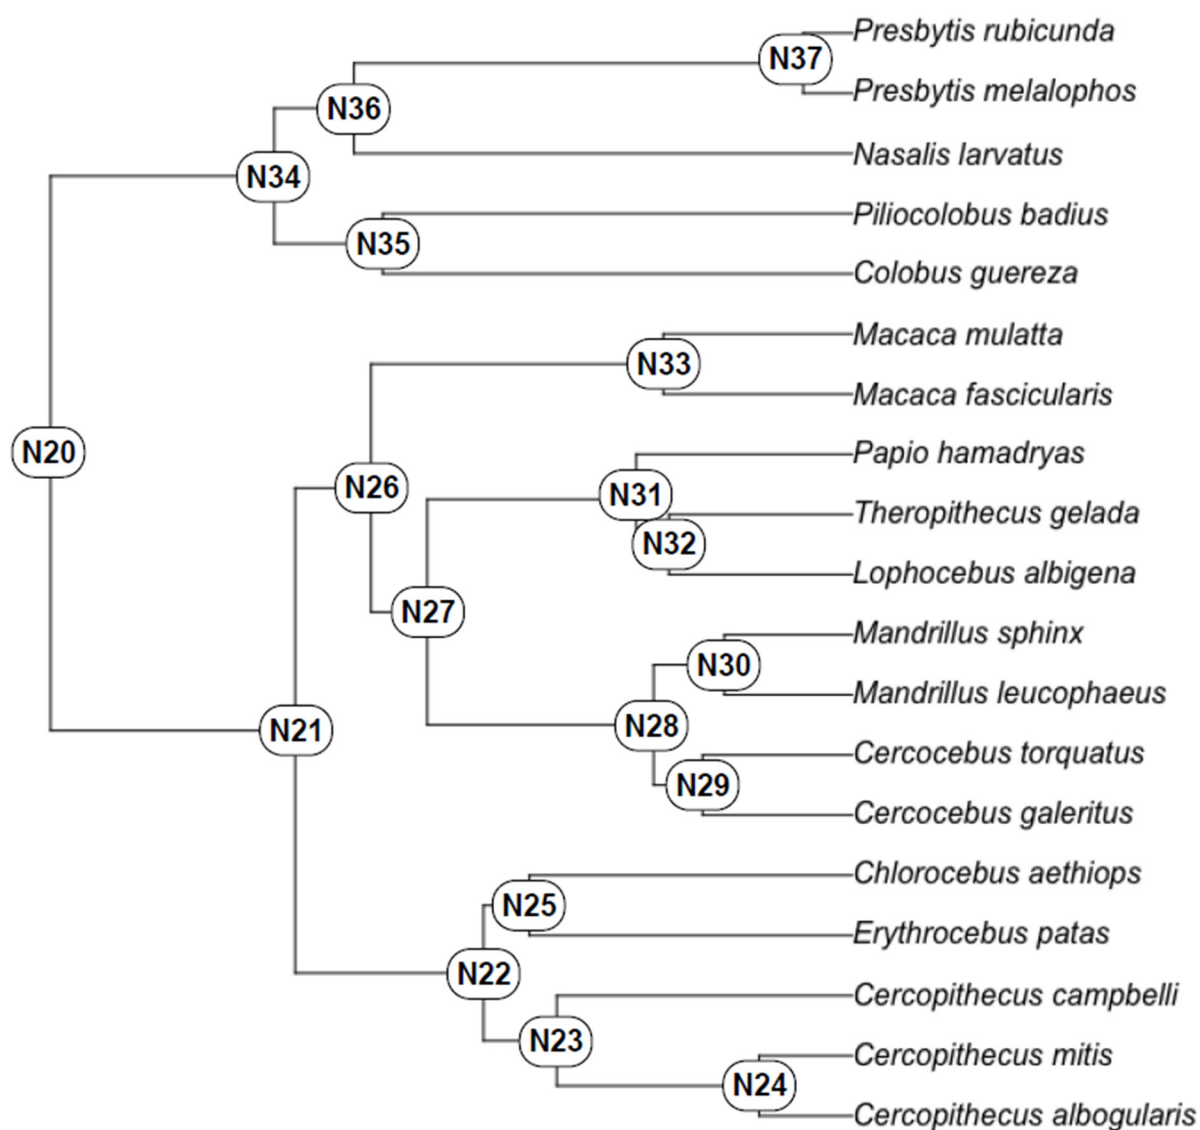 Presbytis rubicunda
N37
Presbytis melalophos
N36
Nasalis larvatus
N34
Piliocolobus badius
N35
Colobus guereza
Macaca mulatta
N33
Macaca fascicularis
N20
Papio hamadryas
N26
N31
Theropithecus gelada
N32
Lophocebus albigena
N27
Mandrillus sphinx
N30
Mandrillus leucophaeus
N21
N28
Cercocebus torquatus
N29
Cercocebus galeritus
Chlorocebus aethiops
N25
Erythrocebus patas
N22
Cercopithecus campbelli
N23
Cercopithecus mitis
N24
Cercopithecus albogularis